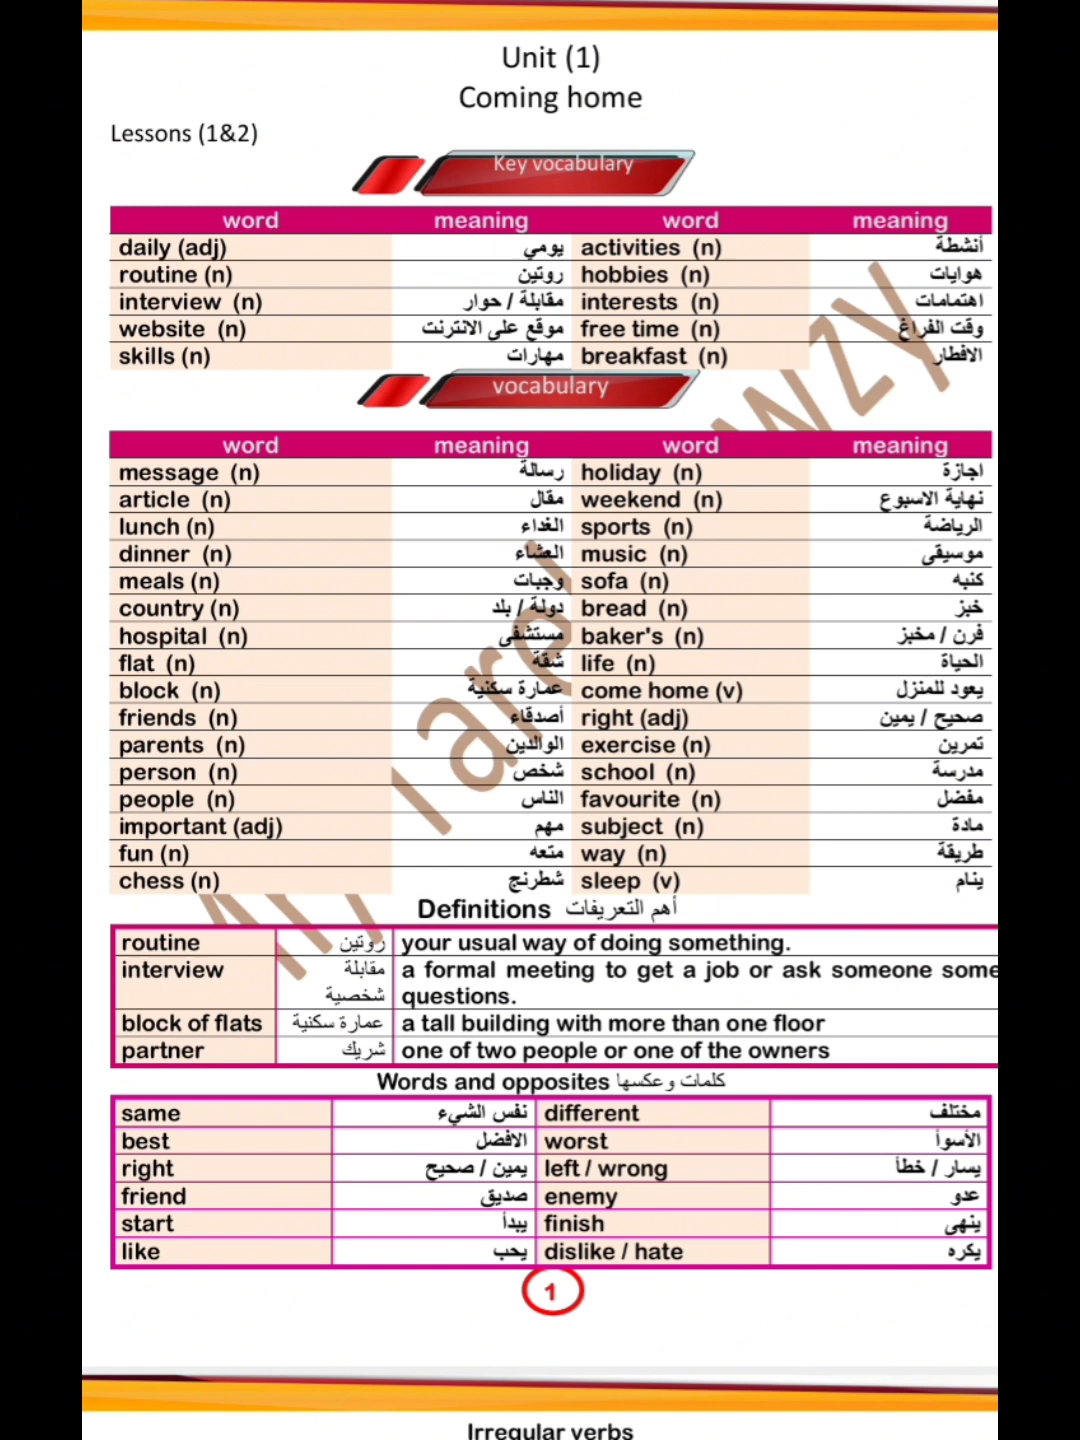 Unit (1)
Coming home
Lessons (1&2)
Key vocabulary
word meaning word meaning
daily (adj) يومي activities (n) أنشطة
routine (n) روتين hobbies (n) هوايات
interview (n) مقابلة / حوار interests (n) اهتمامات
website (n) موقع على الانترنت free time (n) وقت الفراغ
skills (n) مهارات breakfast (n) الافطار
vocabulary
word meaning word meaning
message (n) رسالة holiday (n) اجازة
article (n) مقال weekend (n) نهاية الاسبوع
lunch (n) الغداء sports (n) الرياضة
dinner (n) العشاء music (n) موسيقى
meals (n) وجبات sofa (n) كنبه
country (n) دولة / بلد bread (n) خبز
hospital (n) مستشفى baker's (n) فرن / مخبز
flat (n) شقة life (n) الحياة
block (n) عمارة سكنية come home (v) يعود للمنزل
friends (n) أصدقاء right (adj) صحيح / يمين
parents (n) الوالدين exercise (n) تمرين
person (n) شخص school (n) مدرسة
people (n) الناس favourite (n) مفضل
important (adj) مهم subject (n) مادة
fun (n) متعه way (n) طريقة
chess (n) شطرنج sleep (v) ينام
Definitions أهم التعريفات
routine روتين your usual way of doing something.
interview مقابلة a formal meeting to get a job or ask someone some
شخصية questions.
block of flats عمارة سكنية a tall building with more than one floor
partner شريك one of two people or one of the owners
Words and opposites كلمات وعكسها
same نفس الشيء different مختلف
best الافضل worst الأسوأ
right يمين / صحيح left / wrong يسار / خطأ
friend صديق enemy عدو
start يبدأ finish ينهى
like يحب dislike / hate يكره
1
Irregular verbs